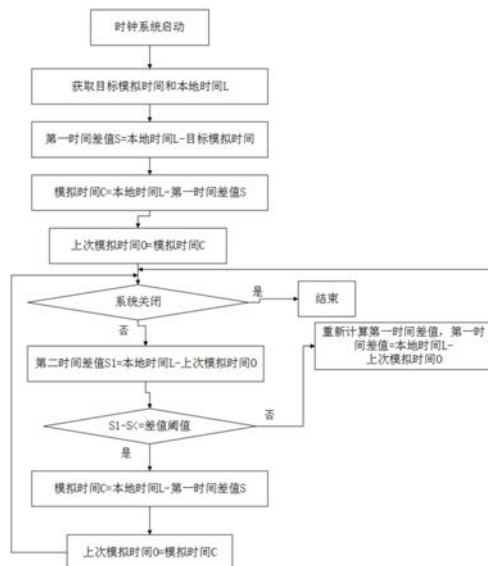 时钟系统启动
获取目标模拟时间和本地时间L
第一时间差值S=本地时间L-目标模拟时间
模拟时间C=本地时间L-第一时间差值S
上次模拟时间O=模拟时间C
系统关闭
是
结束
否
重新计算第一时间差值，第一时
间差值=本地时间L-
上次模拟时间O
第二时间差值S1=本地时间L-上次模拟时间O
S1-S<=差值阈值
否
是
模拟时间C=本地时间L-第一时间差值S
上次模拟时间O=模拟时间C